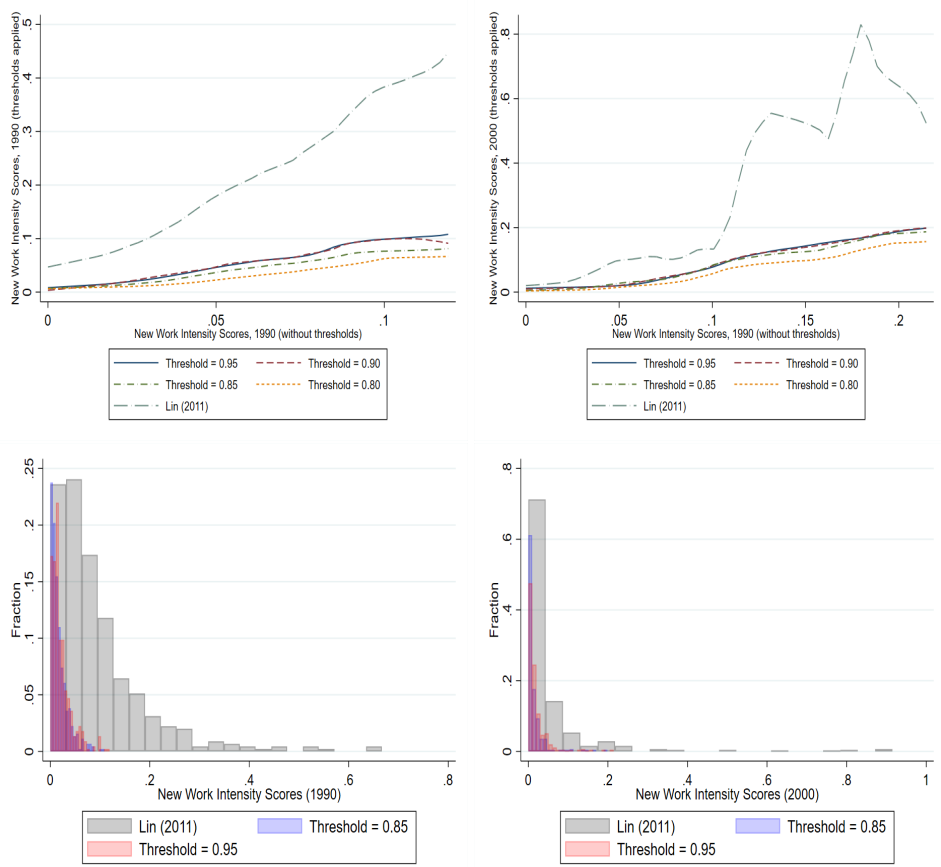 New Work Intensity Scores, 1990 (thresholds applied)
.5
.4
.3
.2
.1
0
0
.05
.1
New Work Intensity Scores, 1990 (without thresholds)
Threshold = 0.95
Threshold = 0.90
Threshold = 0.85
Threshold = 0.80
Lin (2011)
New Work Intensity Scores, 2000 (thresholds applied)
.8
.6
.4
.2
0
0
.05
.1
.15
.2
New Work Intensity Scores, 1990 (without thresholds)
Threshold = 0.95
Threshold = 0.90
Threshold = 0.85
Threshold = 0.80
Lin (2011)
Fraction
.25
.2
.15
.1
.05
0
0
.2
.4
.6
.8
New Work Intensity Scores (1990)
Lin (2011)
Threshold = 0.85
Threshold = 0.95
Fraction
.8
.6
.4
.2
0
0
.2
.4
.6
.8
1
New Work Intensity Scores (2000)
Lin (2011)
Threshold = 0.85
Threshold = 0.95